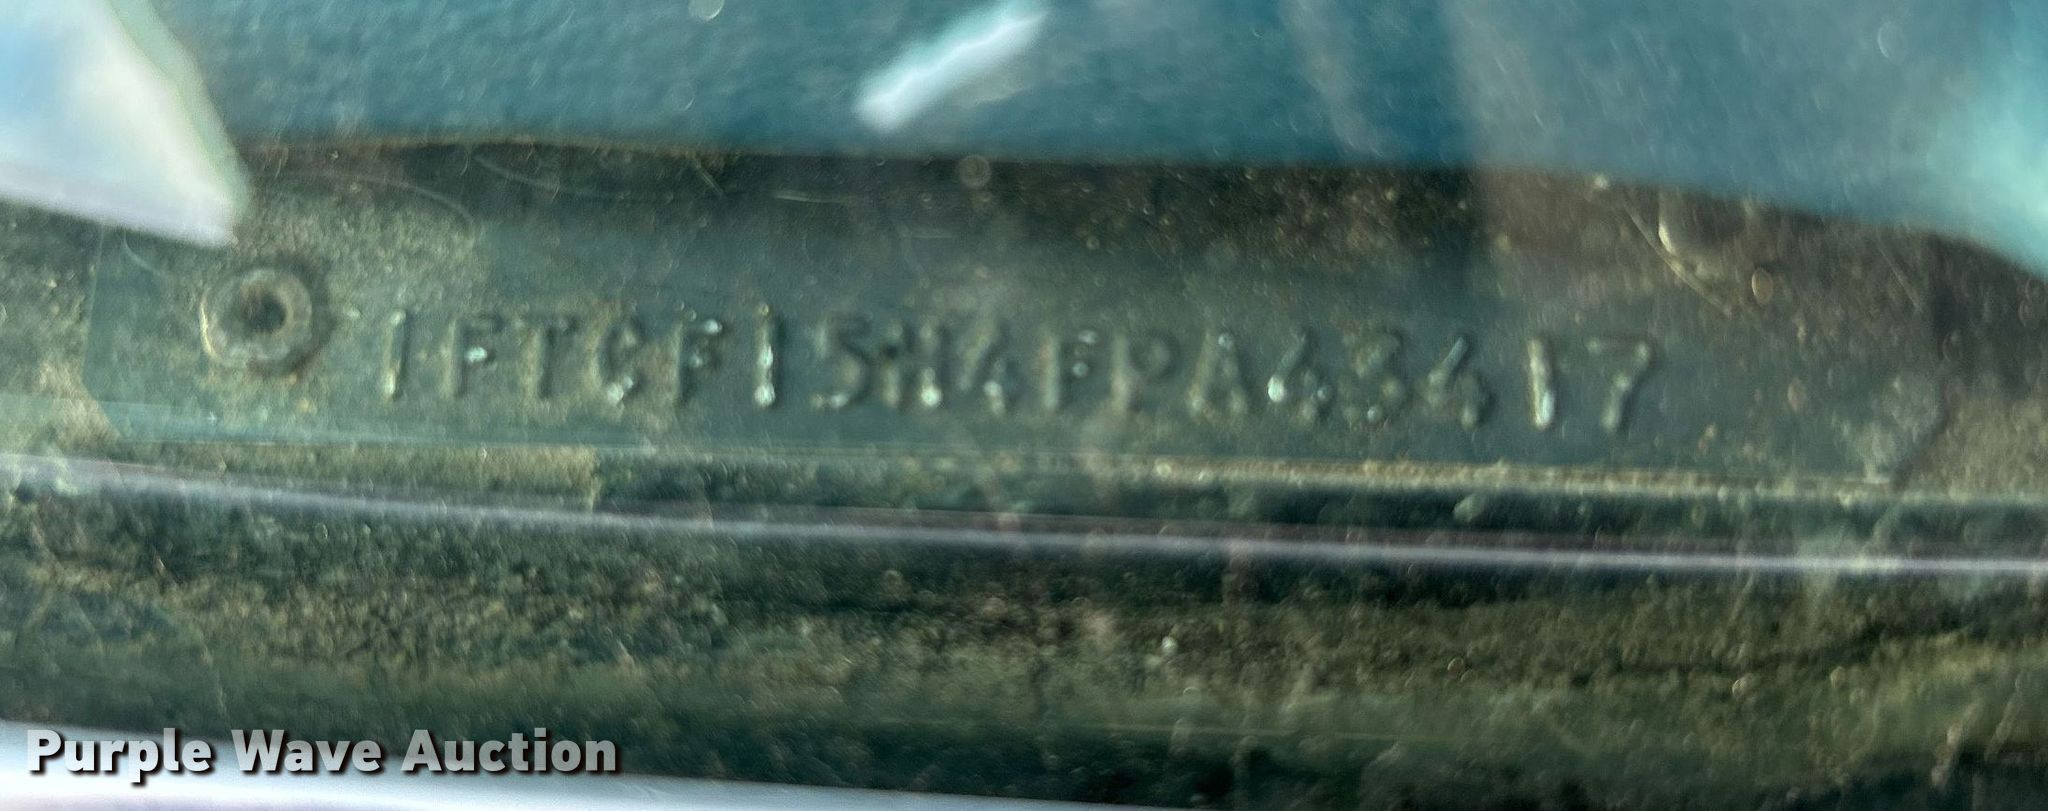 1FTCF15H4FPA43417
Purple Wave Auction